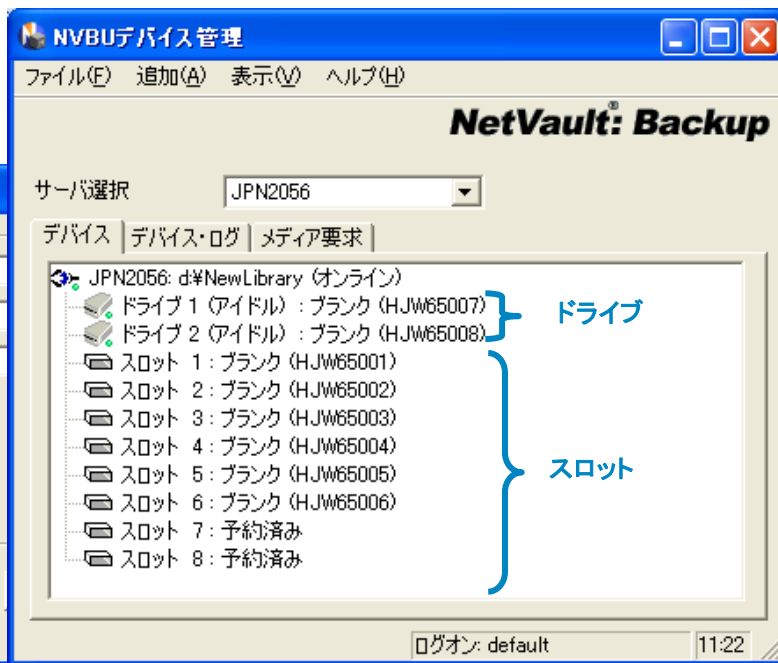 NVBUデバイス管理
ファイル(F) 追加(A) 表示(V) ヘルプ(H)
NetVault: Backup
サーバ選択 JPN2056
デバイス デバイス・ログ メディア要求
JPN2056: d:¥NewLibrary (オンライン)
ドライブ 1 (アイドル) : ブランク (HJW65007)
ドライブ 2 (アイドル) : ブランク (HJW65008)
ドライブ
スロット 1 : ブランク (HJW65001)
スロット 2 : ブランク (HJW65002)
スロット 3 : ブランク (HJW65003)
スロット 4 : ブランク (HJW65004)
スロット 5 : ブランク (HJW65005)
スロット 6 : ブランク (HJW65006)
スロット 7 : 予約済み
スロット 8 : 予約済み
スロット
ログオン: default 11:22